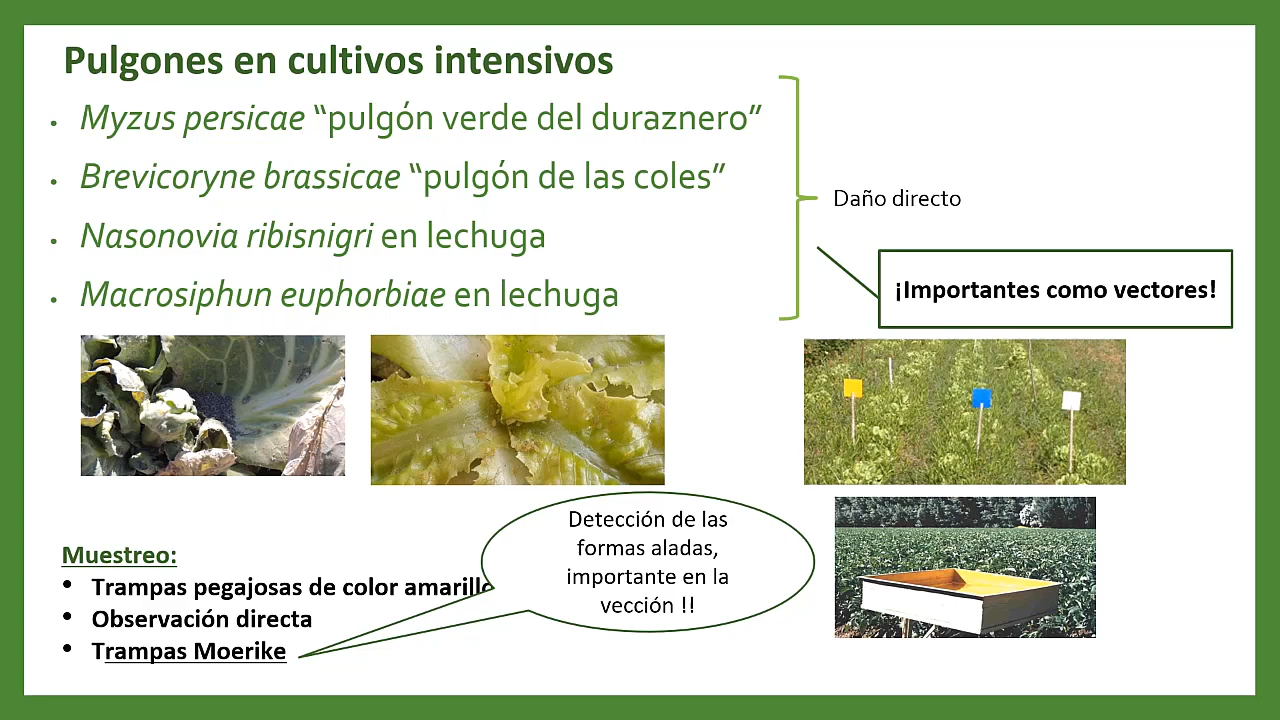 Pulgones en cultivos intensivos
• Myzus persicae “pulgón verde del duraznero”
• Brevicoryne brassicae “pulgón de las coles”
• Nasonovia ribisnigri en lechuga
• Macrosiphun euphorbiae en lechuga
Daño directo
¡Importantes como vectores!
Muestreo:
• Trampas pegajosas de color amarillo
• Observación directa
• Trampas Moerike
Detección de las
formas aladas,
importante en la
vección !!